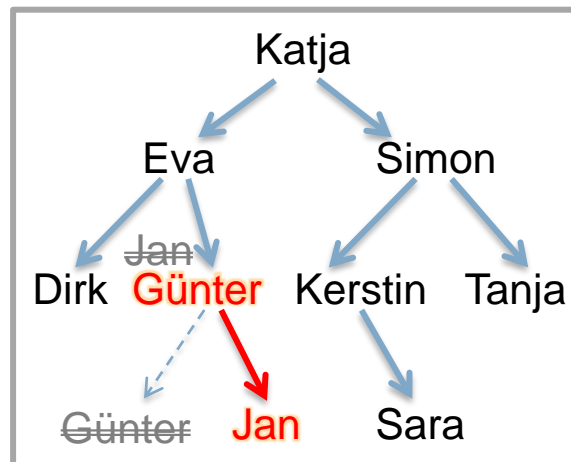 Katja
Eva Simon
Jan
Dirk Günter Kerstin Tanja
Günter Jan Sara